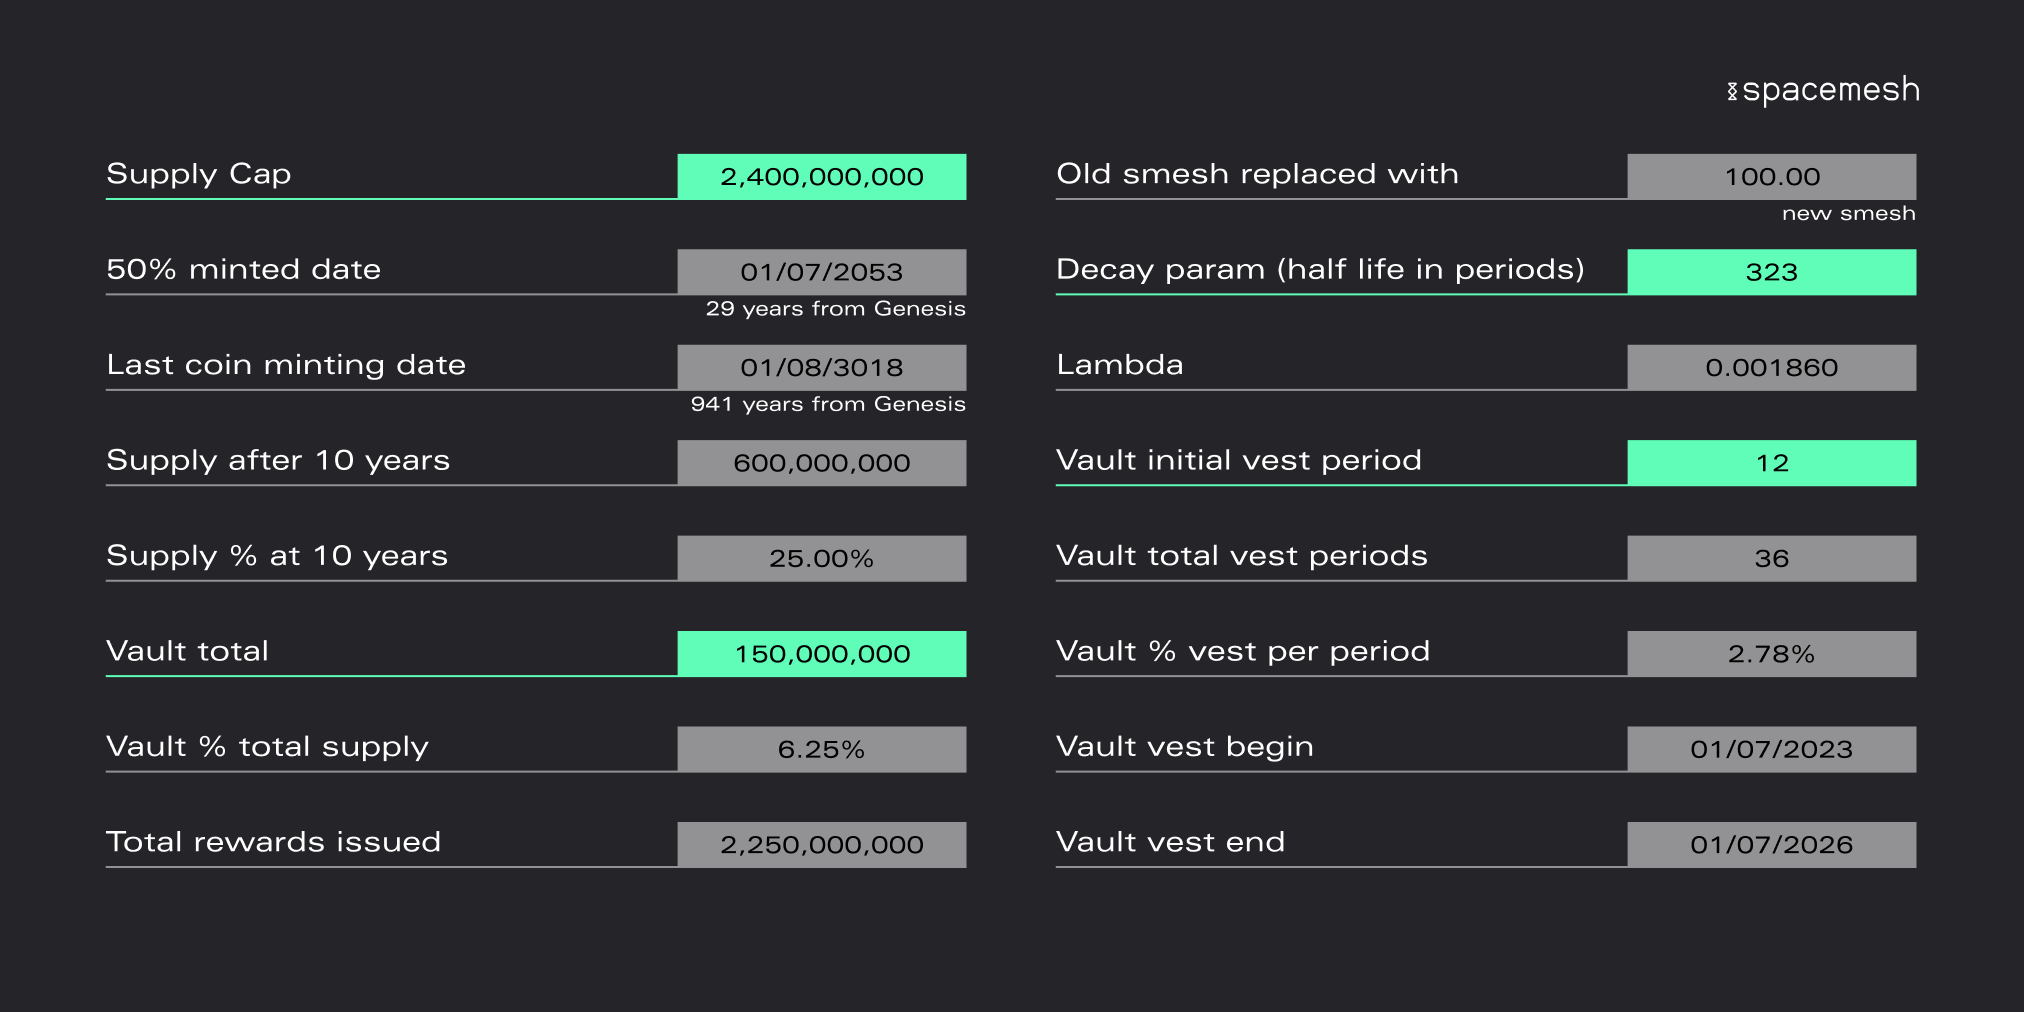 spacemesh
Supply Cap 2,400,000,000
50% minted date 01/07/2053
29 years from Genesis
Last coin minting date 01/08/3018
941 years from Genesis
Supply after 10 years 600,000,000
Supply % at 10 years 25.00%
Vault total 150,000,000
Vault % total supply 6.25%
Total rewards issued 2,250,000,000
Old smesh replaced with 100.00
new smesh
Decay param (half life in periods) 323
Lambda 0.001860
Vault initial vest period 12
Vault total vest periods 36
Vault % vest per period 2.78%
Vault vest begin 01/07/2023
Vault vest end 01/07/2026